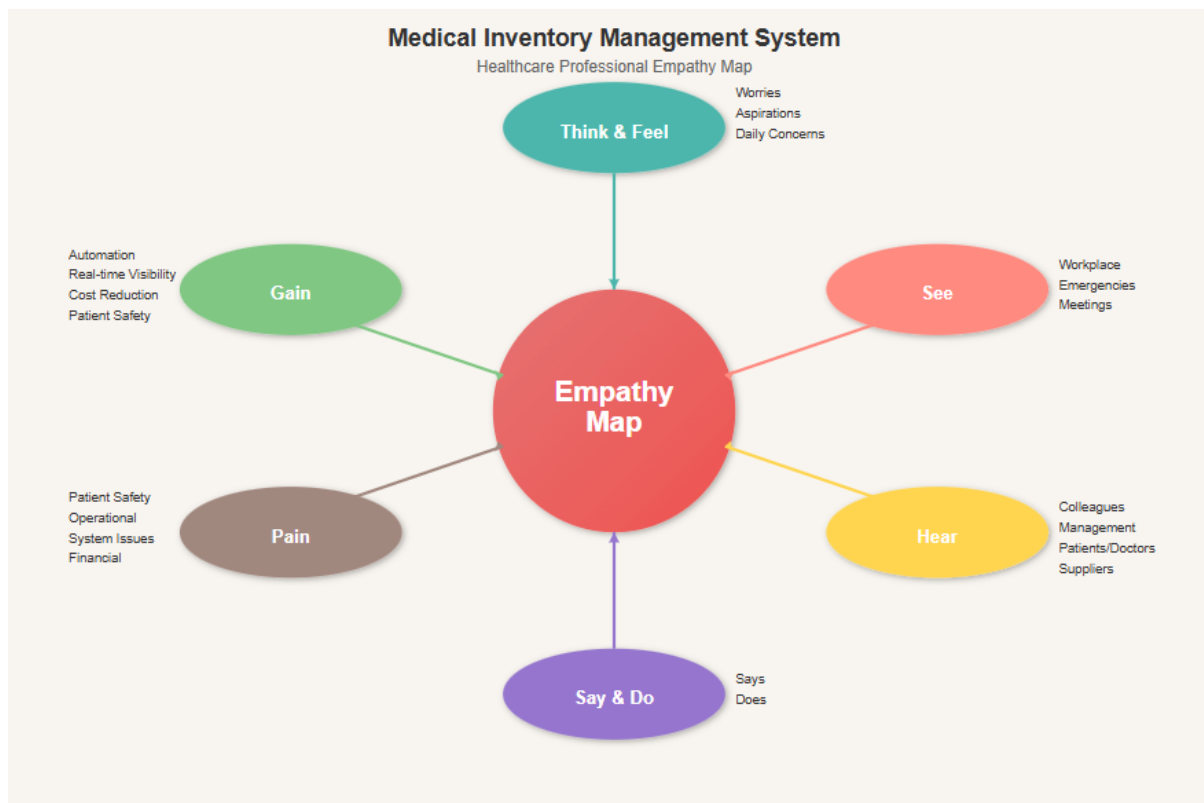 Medical Inventory Management System
Healthcare Professional Empathy Map
Think & Feel
Worries
Aspirations
Daily Concerns
Automation
Real-time Visibility
Cost Reduction
Patient Safety
Gain
See
Workplace
Emergencies
Meetings
Empathy
Map
Patient Safety
Operational
System Issues
Financial
Pain
Hear
Colleagues
Management
Patients/Doctors
Suppliers
Say & Do
Says
Does